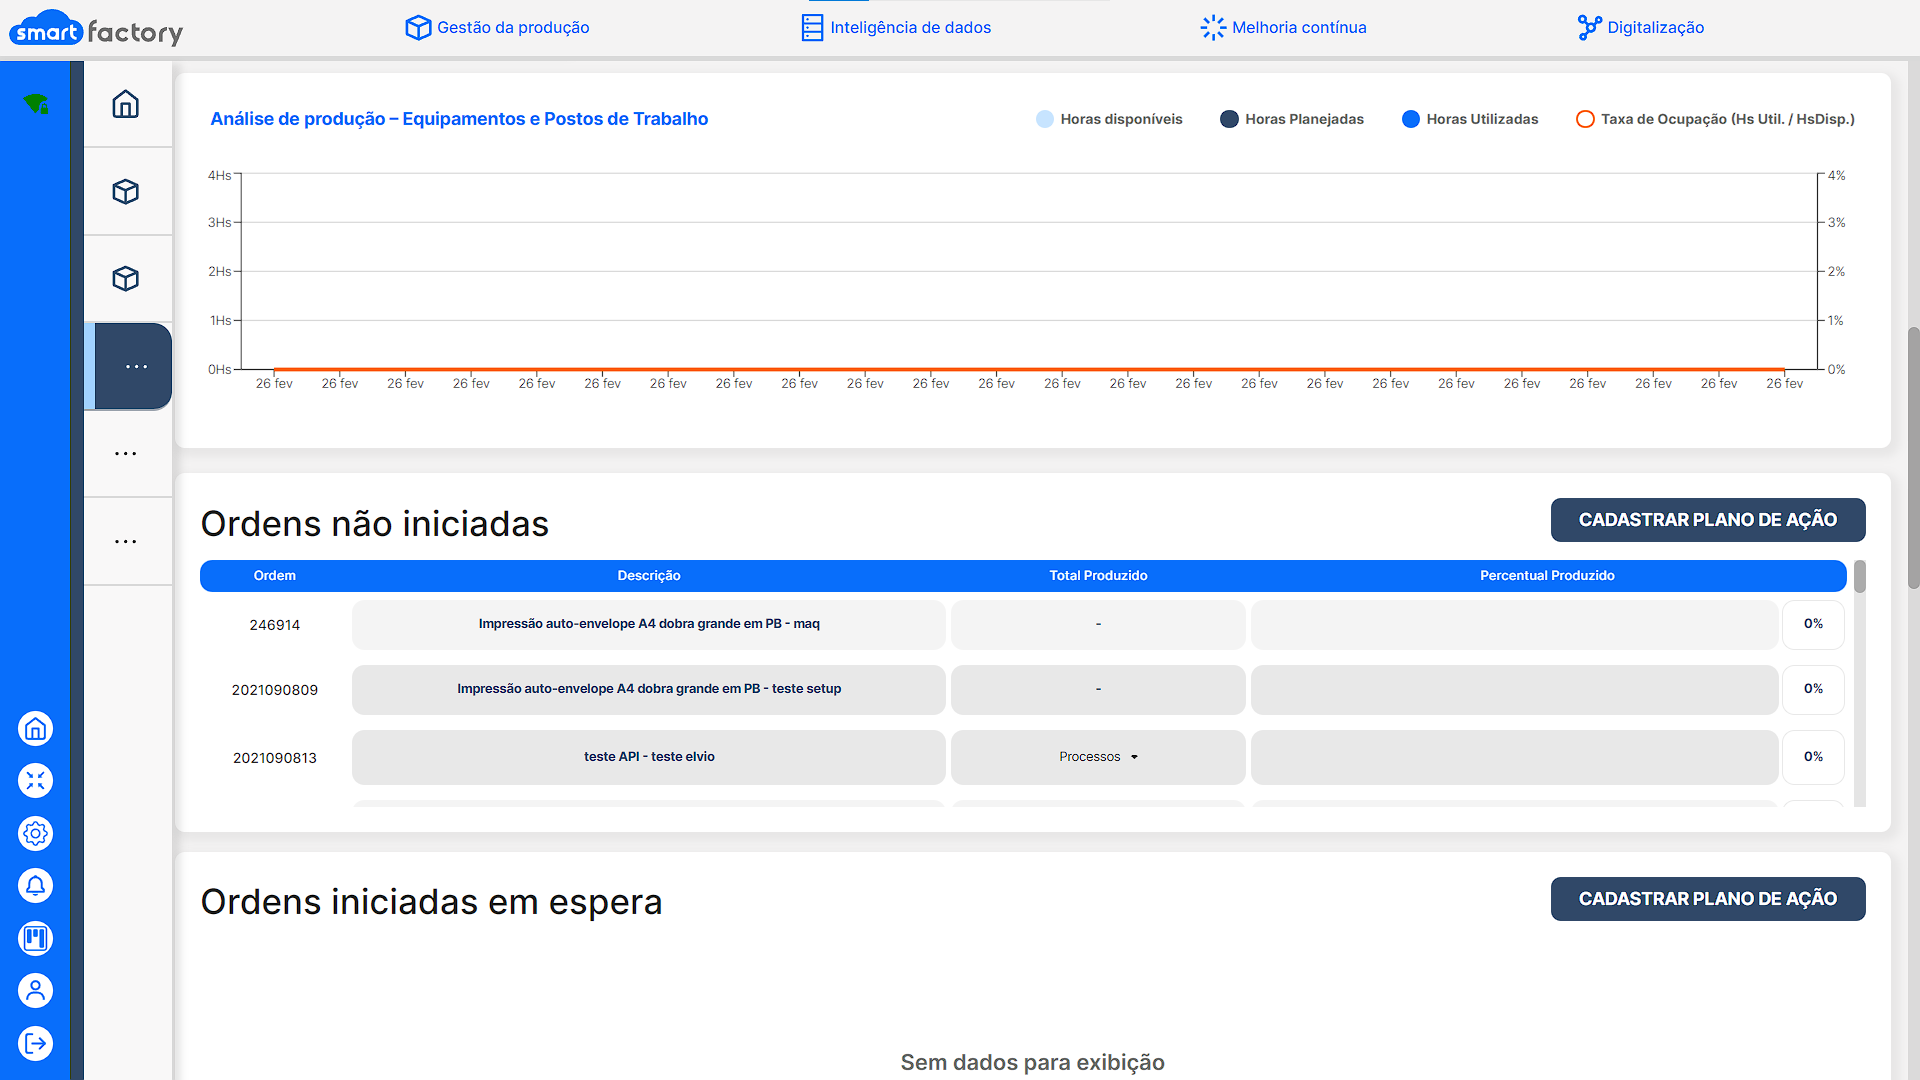 smart factory
Gestão da produção
Inteligência de dados
Melhoria contínua
Digitalização
Análise de produção – Equipamentos e Postos de Trabalho
Horas disponíveis
Horas Planejadas
Horas Utilizadas
Taxa de Ocupação (Hs Util. / HsDisp.)
4Hs
3Hs
2Hs
1Hs
0Hs
4%
3%
2%
1%
0%
26 fev 26 fev 26 fev 26 fev 26 fev 26 fev 26 fev 26 fev 26 fev 26 fev 26 fev 26 fev 26 fev 26 fev 26 fev 26 fev 26 fev 26 fev 26 fev 26 fev 26 fev 26 fev 26 fev 26 fev
Ordens não iniciadas
CADASTRAR PLANO DE AÇÃO
Ordem Descrição Total Produzido Percentual Produzido
246914 Impressão auto-envelope A4 dobra grande em PB - maq - 0%
2021090809 Impressão auto-envelope A4 dobra grande em PB - teste setup - 0%
2021090813 teste API - teste elvio Processos 0%
Ordens iniciadas em espera
CADASTRAR PLANO DE AÇÃO
Sem dados para exibição